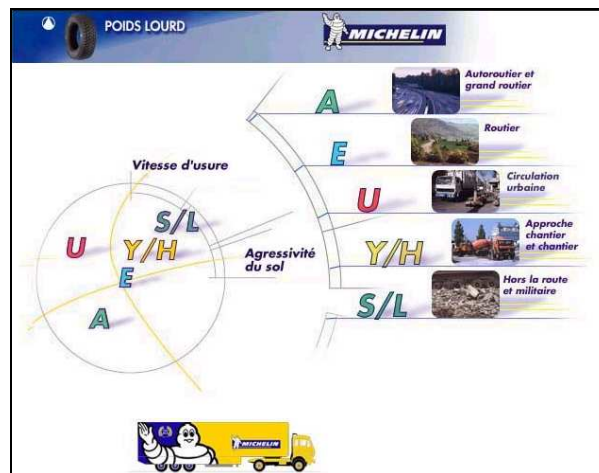 POIDS LOURD
MICHELIN
A
Autoroutier et
grand routier
E
Routier
Vitesse d'usure
U
Circulation
urbaine
S/L
U
Y/H
Agressivité
du sol
Y/H
Approche
chantier
et chantier
E
A
S/L
Hors la route
et militaire
MICHELIN